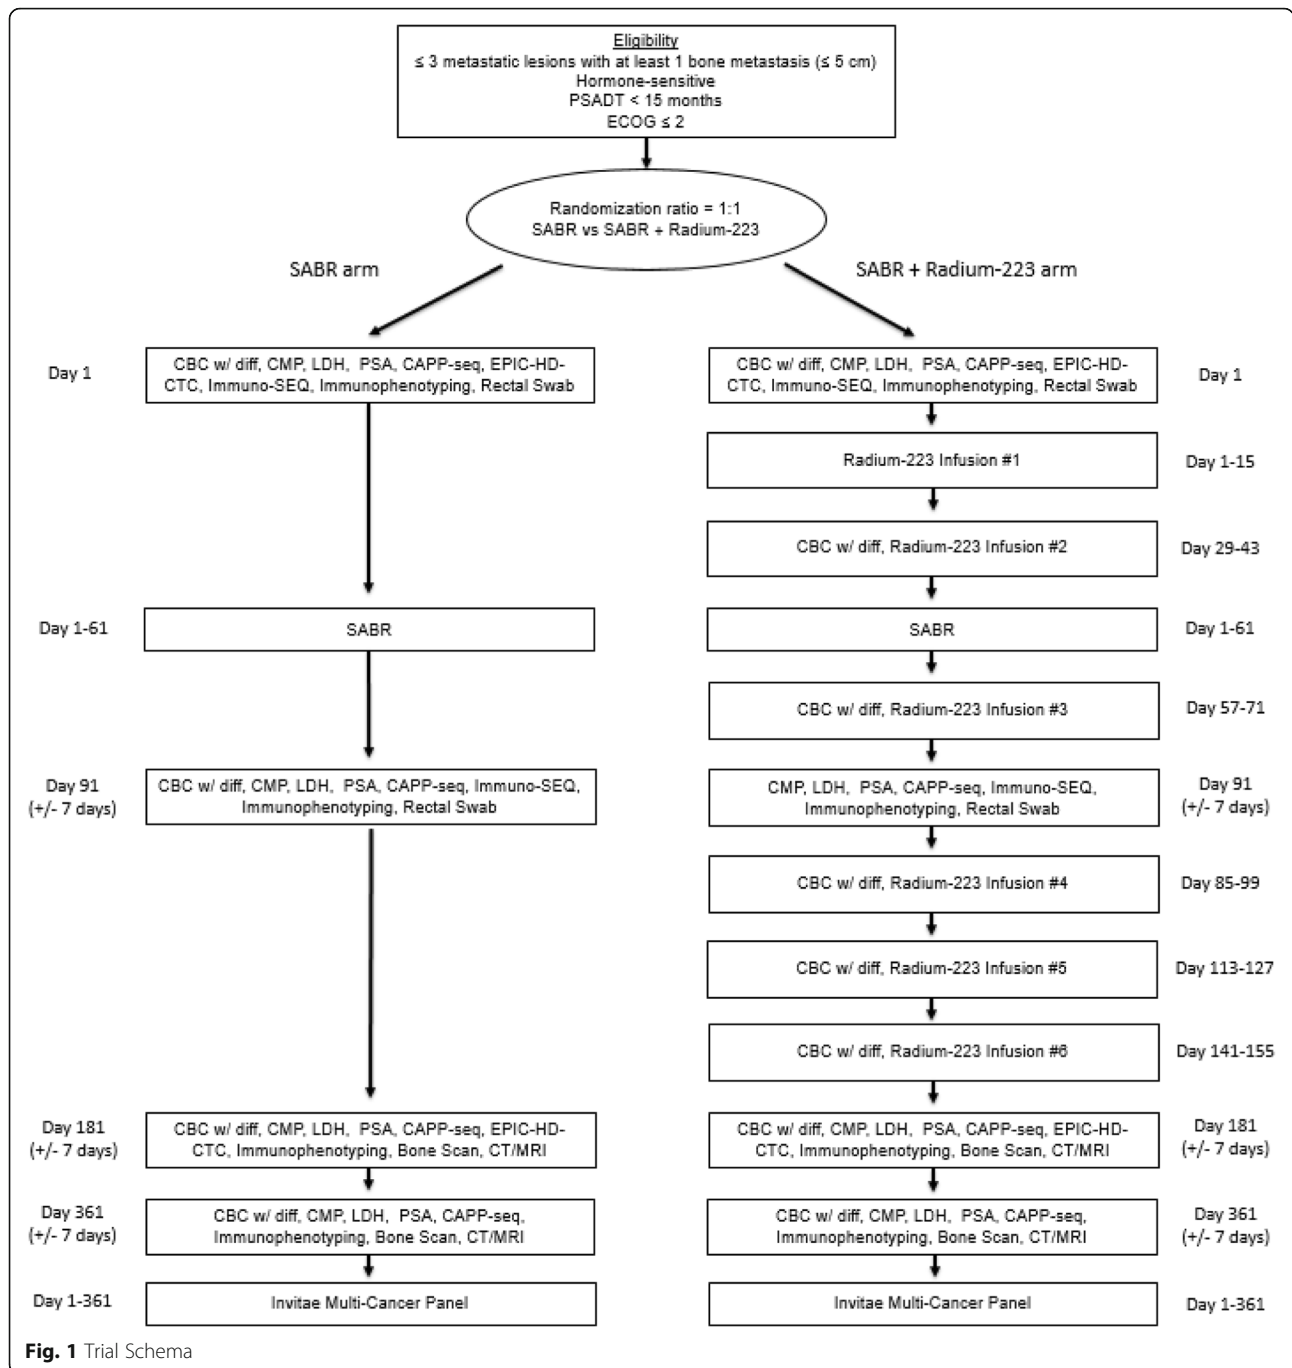 Eligibility
≤ 3 metastatic lesions with at least 1 bone metastasis (≤ 5 cm)
Hormone-sensitive
PSADT < 15 months
ECOG ≤ 2
Randomization ratio = 1:1
SABR vs SABR + Radium-223
SABR arm
SABR + Radium-223 arm
Day 1
CBC w/ diff, CMP, LDH, PSA, CAPP-seq, EPIC-HD-
CTC, Immuno-SEQ, Immunophenotyping, Rectal Swab
CBC w/ diff, CMP, LDH, PSA, CAPP-seq, EPIC-HD-
CTC, Immuno-SEQ, Immunophenotyping, Rectal Swab
Day 1
Radium-223 Infusion #1
Day 1-15
CBC w/ diff, Radium-223 Infusion #2
Day 29-43
Day 1-61
SABR
SABR
Day 1-61
CBC w/ diff, Radium-223 Infusion #3
Day 57-71
Day 91
(+/- 7 days)
CBC w/ diff, CMP, LDH, PSA, CAPP-seq, Immuno-SEQ,
Immunophenotyping, Rectal Swab
CMP, LDH, PSA, CAPP-seq, Immuno-SEQ,
Immunophenotyping, Rectal Swab
Day 91
(+/- 7 days)
CBC w/ diff, Radium-223 Infusion #4
Day 85-99
CBC w/ diff, Radium-223 Infusion #5
Day 113-127
CBC w/ diff, Radium-223 Infusion #6
Day 141-155
Day 181
(+/- 7 days)
CBC w/ diff, CMP, LDH, PSA, CAPP-seq, EPIC-HD-
CTC, Immunophenotyping, Bone Scan, CT/MRI
CBC w/ diff, CMP, LDH, PSA, CAPP-seq, EPIC-HD-
CTC, Immunophenotyping, Bone Scan, CT/MRI
Day 181
(+/- 7 days)
Day 361
(+/- 7 days)
CBC w/ diff, CMP, LDH, PSA, CAPP-seq,
Immunophenotyping, Bone Scan, CT/MRI
CBC w/ diff, CMP, LDH, PSA, CAPP-seq,
Immunophenotyping, Bone Scan, CT/MRI
Day 361
(+/- 7 days)
Day 1-361
Invitae Multi-Cancer Panel
Invitae Multi-Cancer Panel
Day 1-361
Fig. 1 Trial Schema